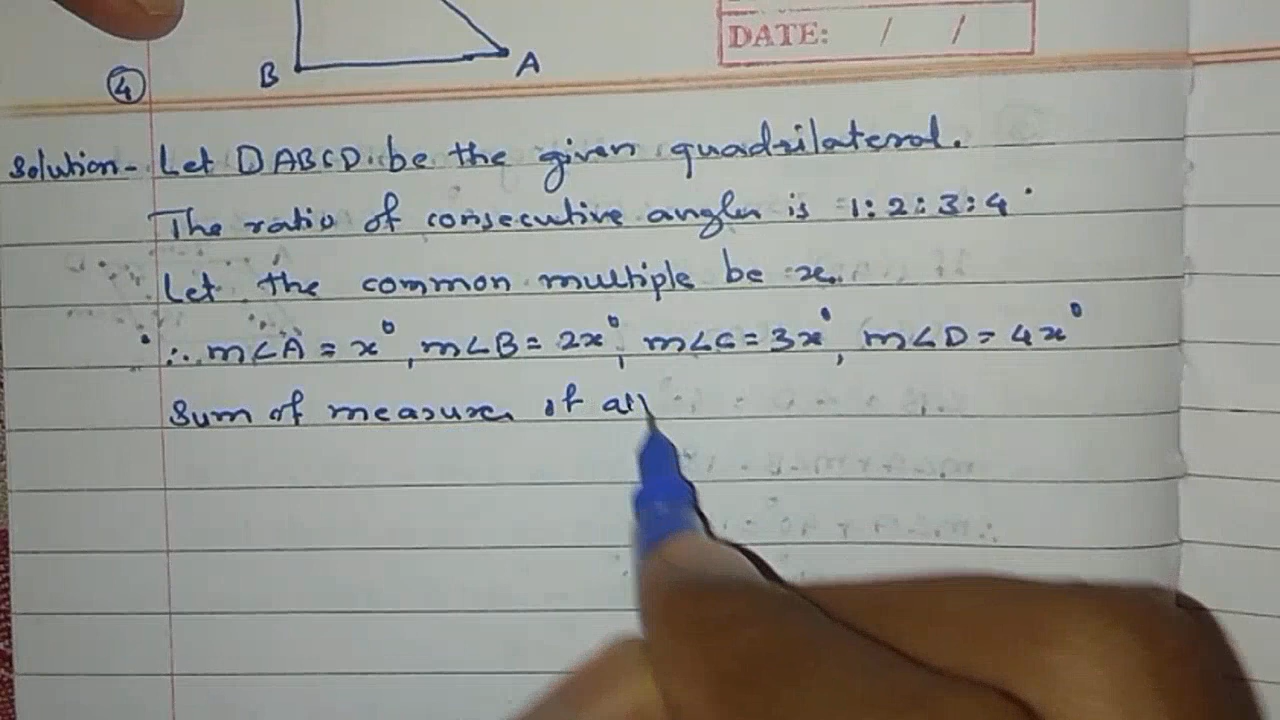 DATE: / /
B A
④
Solution- Let □ABCD be the given quadrilateral.
The ratio of consecutive angles is 1:2:3:4.
Let the common multiple be x.
∴ m∠A = x°, m∠B = 2x°, m∠C = 3x°, m∠D = 4x°
Sum of measures of all